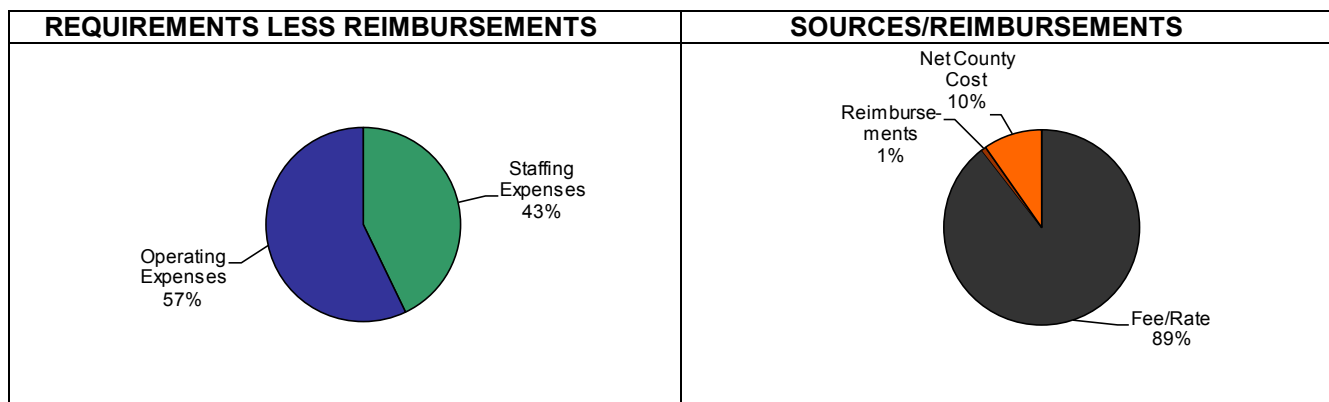 REQUIREMENTS LESS REIMBURSEMENTS
Staffing
Expenses
43%
Operating
Expenses
57%
SOURCES/REIMBURSEMENTS
Net County
Cost
10%
Reimburse-
ments
1%
Fee/Rate
89%